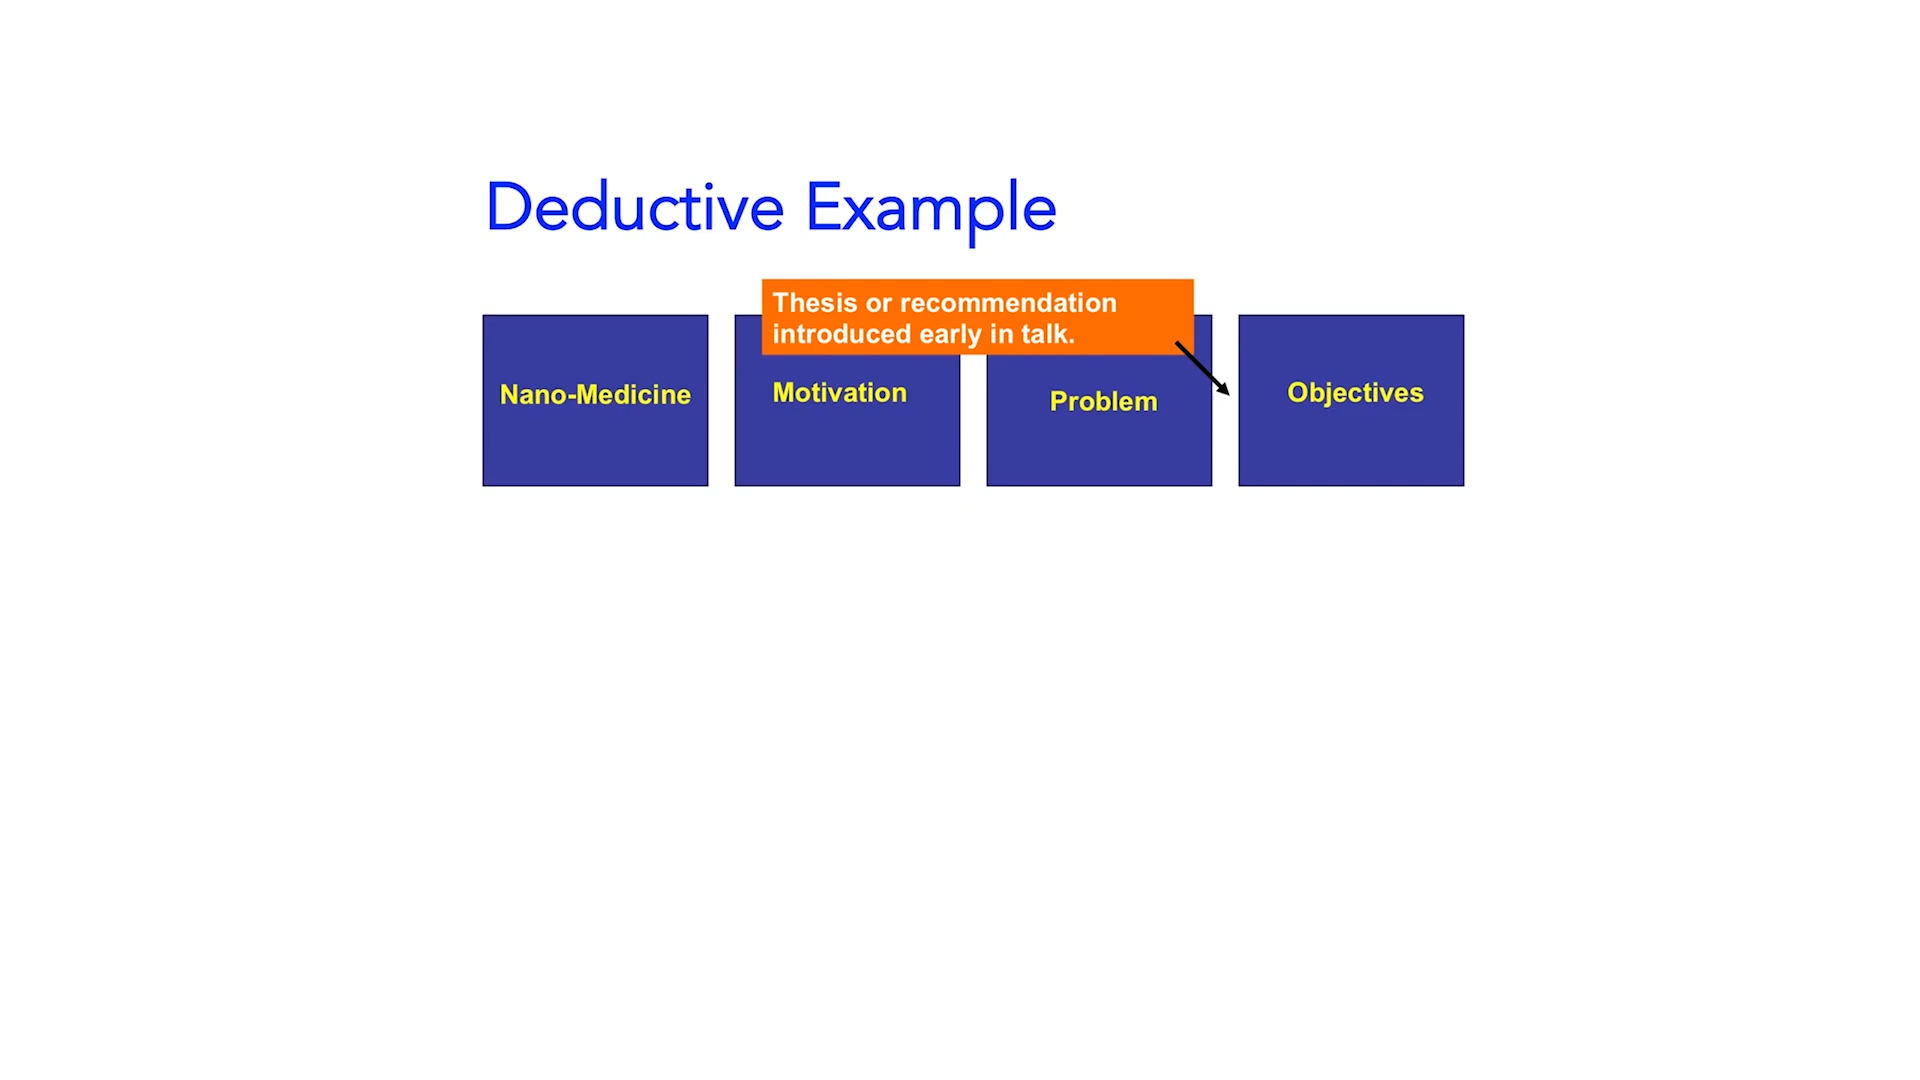 Deductive Example
Thesis or recommendation
introduced early in talk.
Nano-Medicine
Motivation
Problem
Objectives